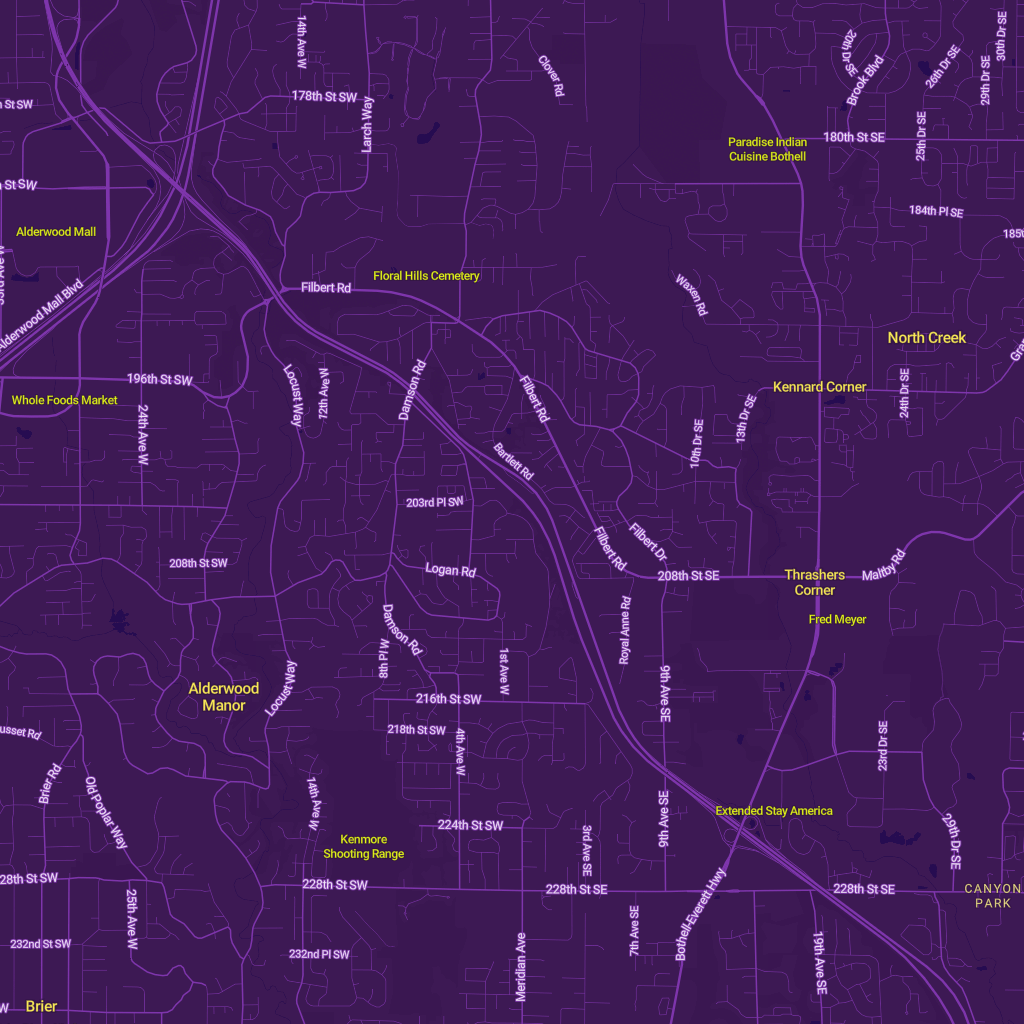 14th Ave W
Clover Rd
20th Dr SE
Brook Blvd
26th Dr SE
29th Dr SE
30th Dr SE
178th St SW
Larch Way
St SW
180th St SE
25th Dr SE
Paradise Indian
Cuisine Bothell
St SW
184th Pl SE
Alderwood Mall
Floral Hills Cemetery
Filbert Rd
Waxen Rd
Alderwood Mall Blvd
North Creek
196th St SW
Locust Way
72th Ave W
Damson Rd
Filbert Rd
Kennard Corner
24th Dr SE
Whole Foods Market
24th Ave W
13th Dr SE
10th Dr SE
Bartlett Rd
203rd Pl SW
Filbert Rd
Filbert Dr
208th St SW
Logan Rd
208th St SE
Thrashers
Corner
Maltby Rd
Fred Meyer
Damson Rd
Royal Anne Rd
8th Pl W
1st Ave W
9th Ave SE
Alderwood
Manor
Locust Way
216th St SW
218th St SW
4th Ave W
23rd Dr SE
usset Rd
Brier Rd
Old Poplar Way
14th Ave W
Extended Stay America
224th St SW
9th Ave SE
3rd Ave SE
29th Dr SE
Kenmore
Shooting Range
28th St SW
228th St SW
228th St SE
228th St SE
CANYON
PARK
Bothell-Everett Hwy
25th Ave W
7th Ave SE
232nd St SW
232nd Pl SW
Meridian Ave
19th Ave SE
W
Brier